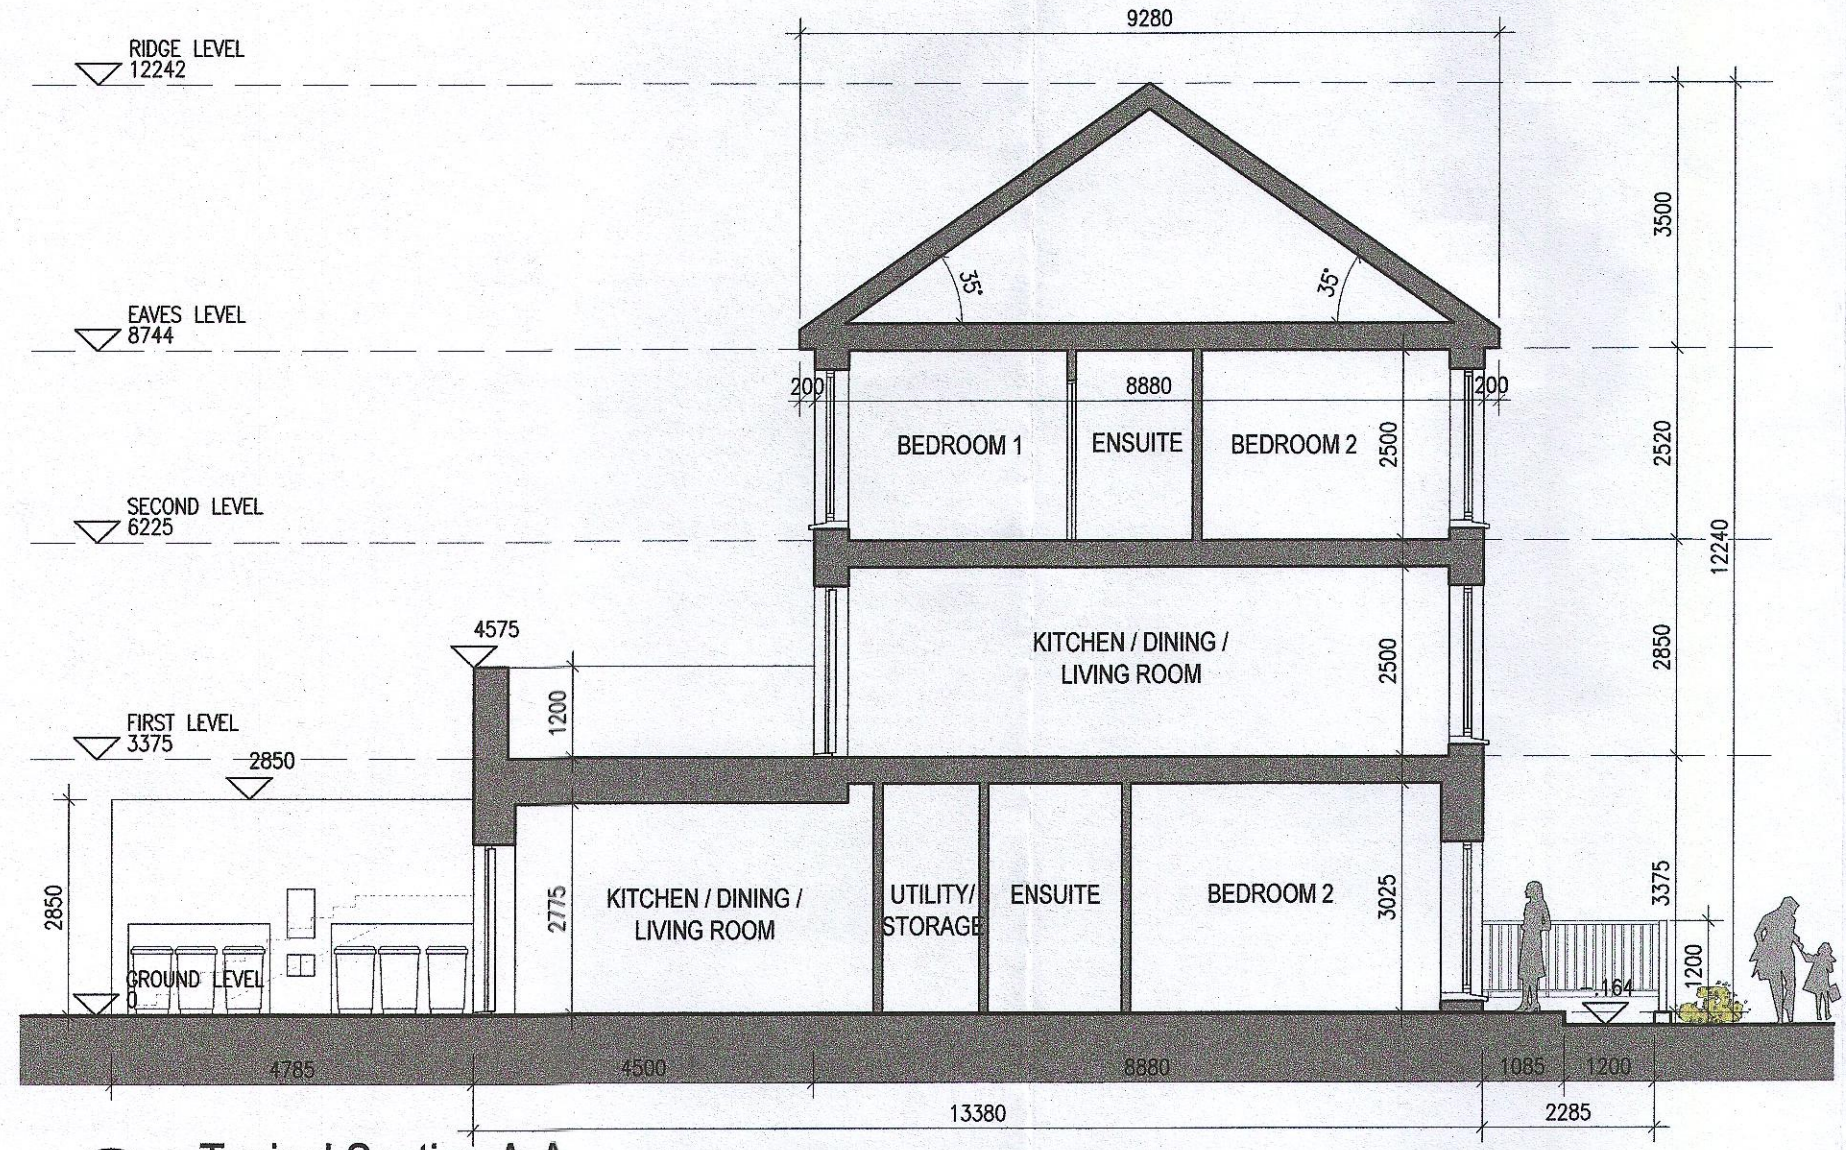 9280
RIDGE LEVEL
12242
3500
35°
35°
EAVES LEVEL
8744
200
8880
200
BEDROOM 1
ENSUITE
BEDROOM 2
2500
2520
SECOND LEVEL
6225
12240
4575
KITCHEN / DINING /
LIVING ROOM
2500
2850
1200
FIRST LEVEL
3375
2850
2850
2775
KITCHEN / DINING /
LIVING ROOM
UTILITY/
STORAGE
ENSUITE
BEDROOM 2
3025
3375
1200
GROUND LEVEL
0
.164
4785
4500
8880
1085
1200
13380
2285
Typical Section A-A